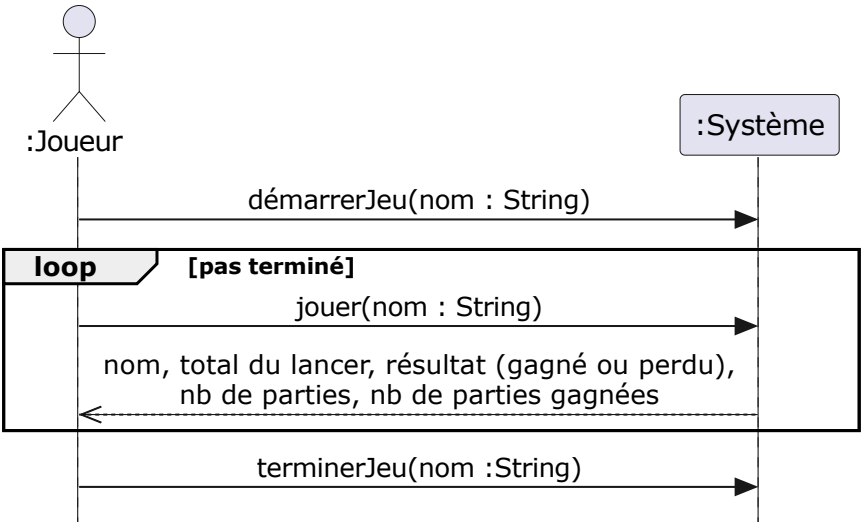 :Joueur
:Système
démarrerJeu(nom : String)
loop
[pas terminé]
jouer(nom : String)
nom, total du lancer, résultat (gagné ou perdu),
nb de parties, nb de parties gagnées
terminerJeu(nom :String)